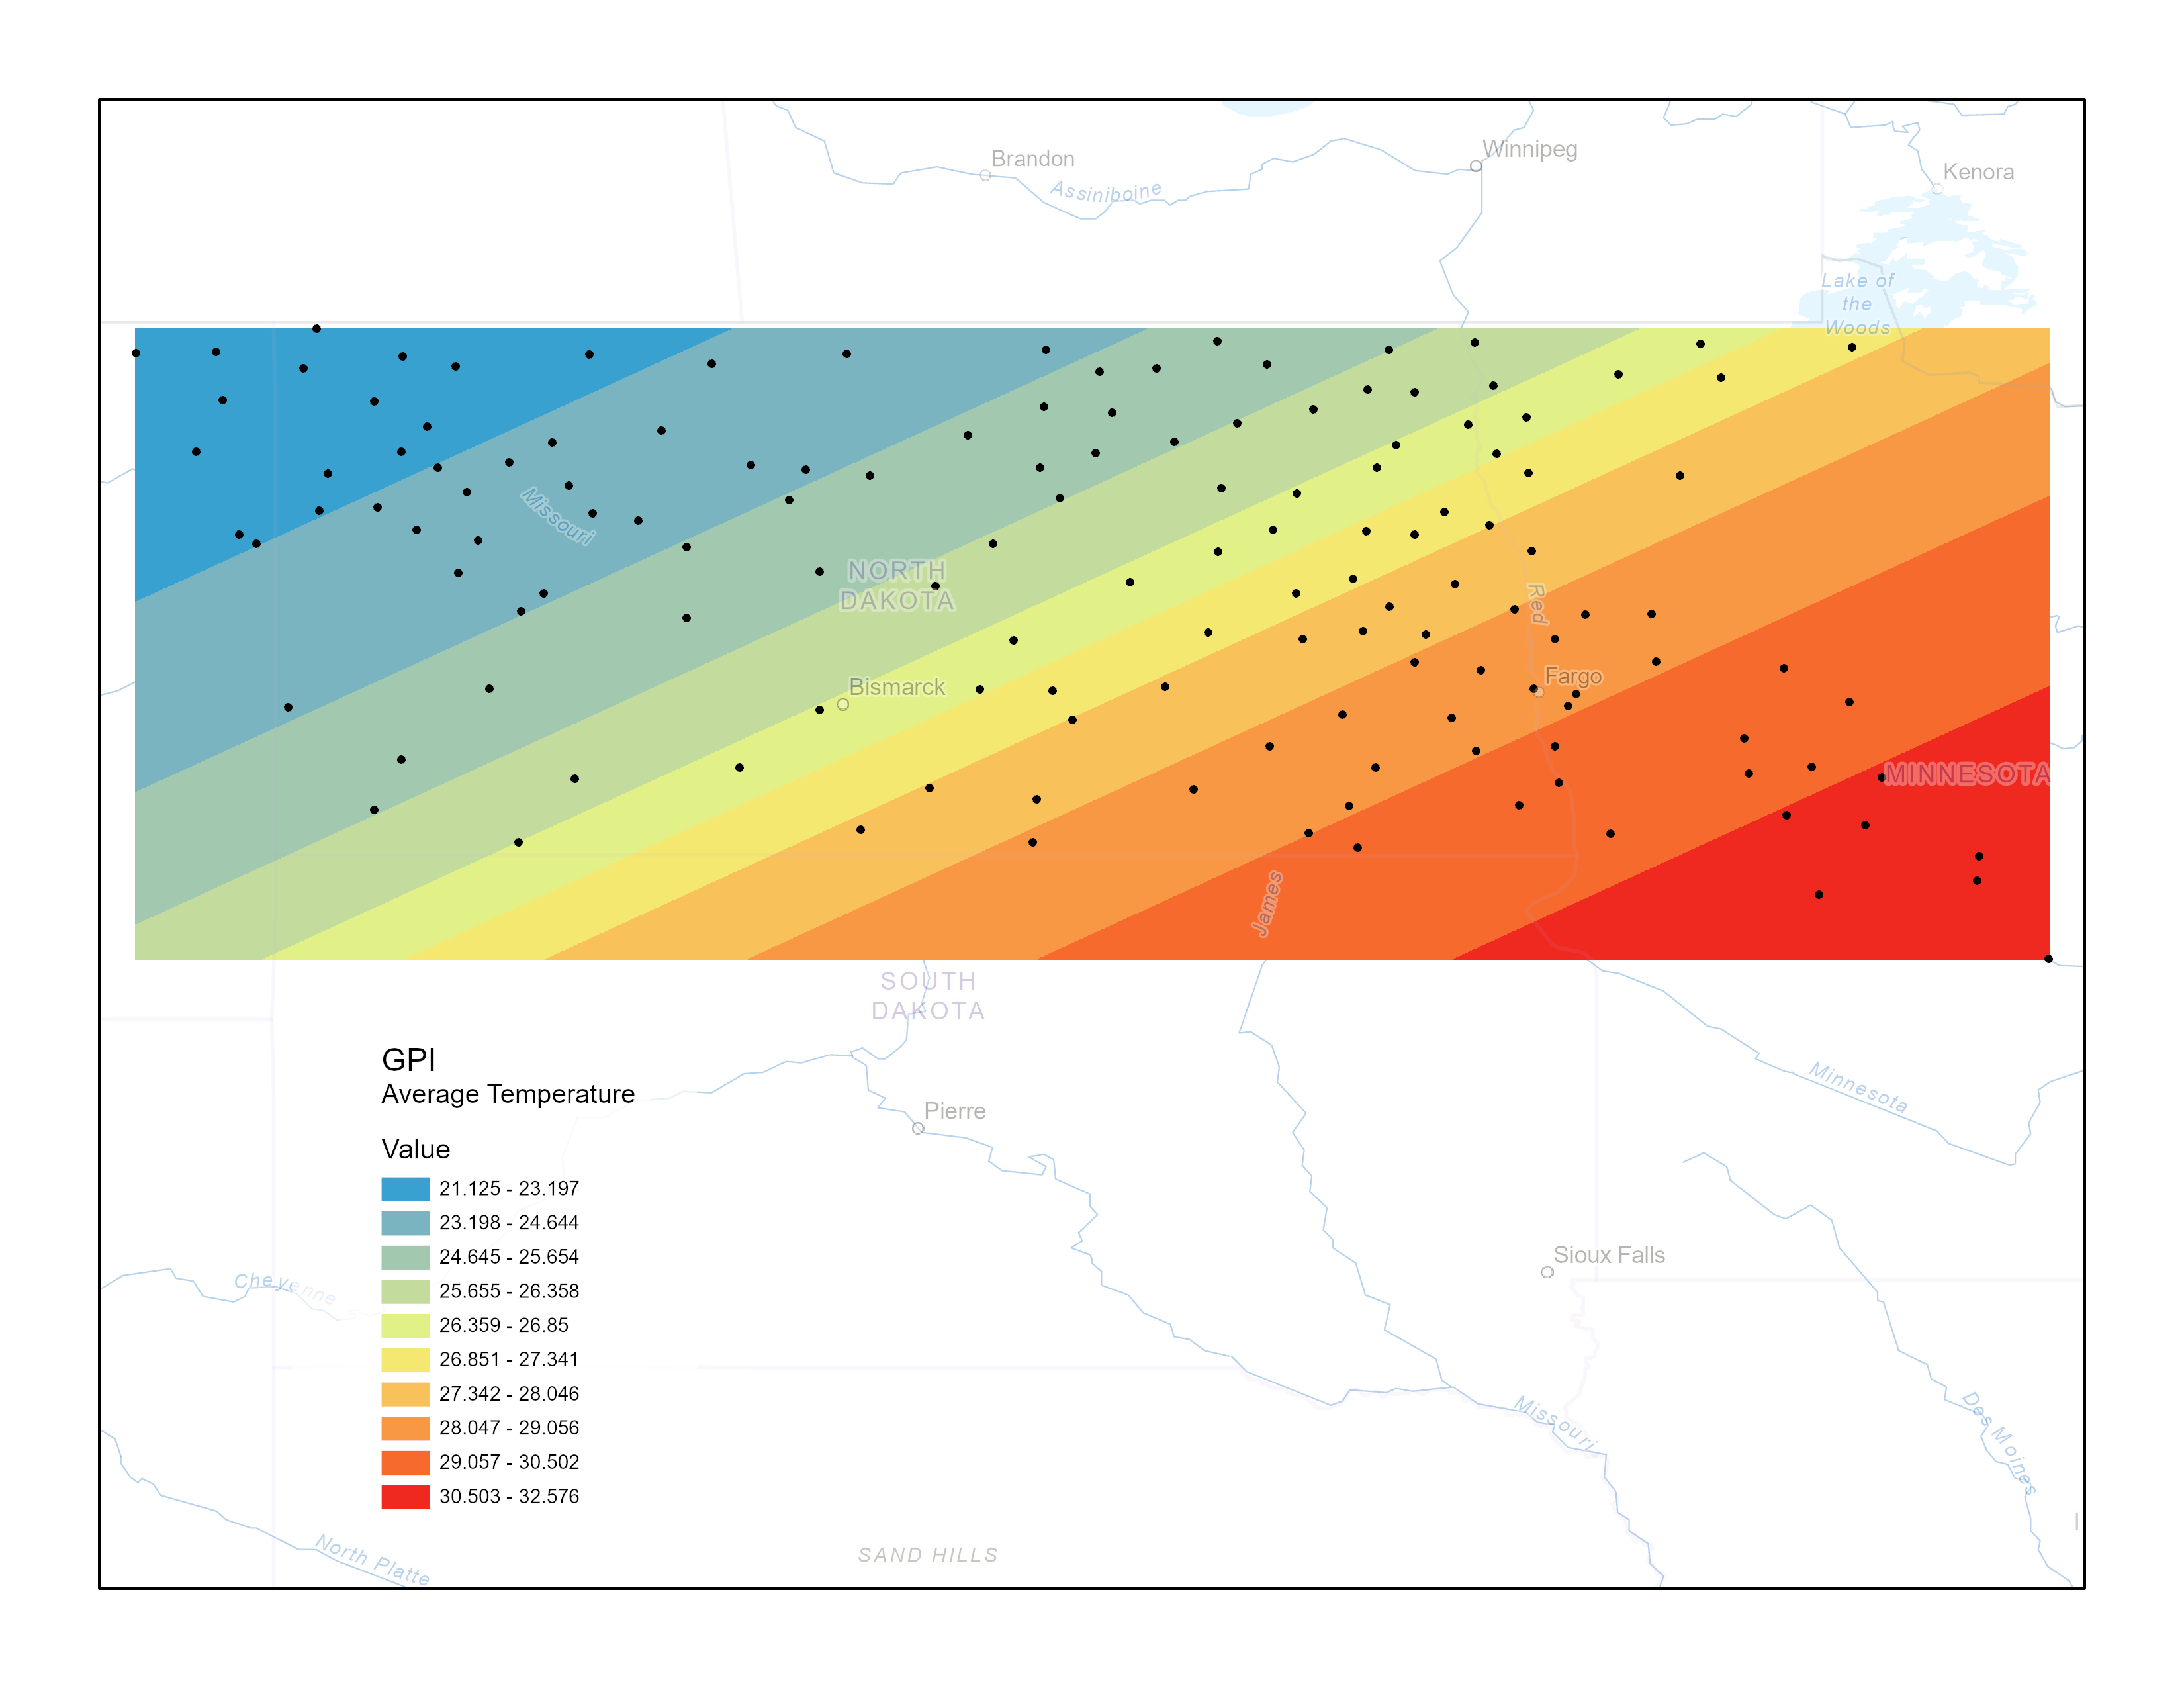 Winnipeg
Brandon
Kenora
Assiniboine
Lake of
the
Woods
Missouri
NORTH
DAKOTA
Red
Fargo
Bismarck
MINNESOTA
James
SOUTH
DAKOTA
GPI
Average Temperature
Minnesota
Pierre
Value
21.125 - 23.197
23.198 - 24.644
24.645 - 25.654
Sioux Falls
Cheyenne
25.655 - 26.358
26.359 - 26.85
26.851 - 27.341
27.342 - 28.046
Missouri
28.047 - 29.056
Des Moines
29.057 - 30.502
30.503 - 32.576
North Platte
SAND HILLS